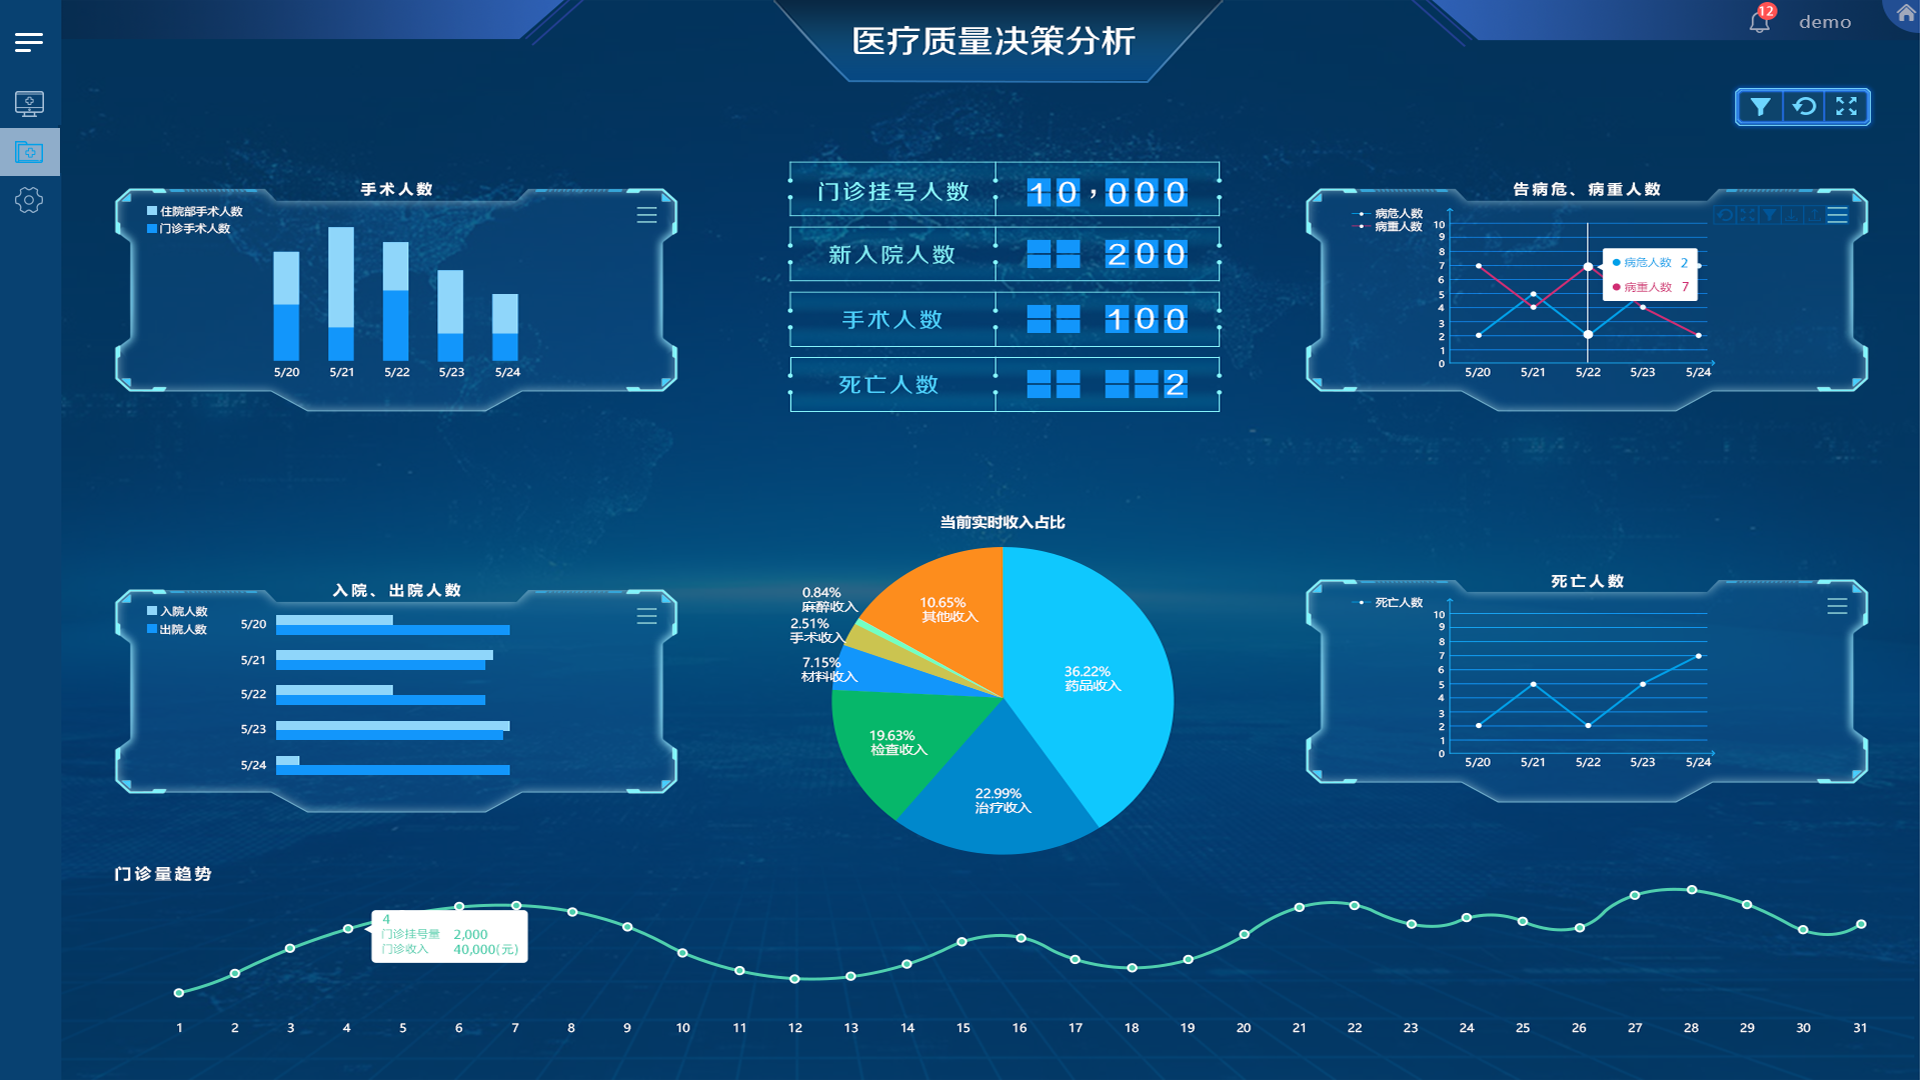 医疗质量决策分析
12
demo
手术人数
住院部手术人数
门诊手术人数
5/20 5/21 5/22 5/23 5/24
门诊挂号人数 10,000
新入院人数 200
手术人数 100
死亡人数 2
告病危、病重人数
病危人数
病重人数
10
9
8
7
6
5
4
3
2
1
0
病危人数 2
病重人数 7
5/20 5/21 5/22 5/23 5/24
入院、出院人数
入院人数
出院人数
5/20
5/21
5/22
5/23
5/24
当前实时收入占比
0.84%
麻醉收入
2.51%
手术收入
7.15%
材料收入
10.65%
其他收入
36.22%
药品收入
19.63%
检查收入
22.99%
治疗收入
死亡人数
死亡人数
10
9
8
7
6
5
4
3
2
1
0
5/20 5/21 5/22 5/23 5/24
门诊量趋势
4
门诊挂号量 2,000
门诊收入 40,000(元)
1 2 3 4 5 6 7 8 9 10 11 12 13 14 15 16 17 18 19 20 21 22 23 24 25 26 27 28 29 30 31